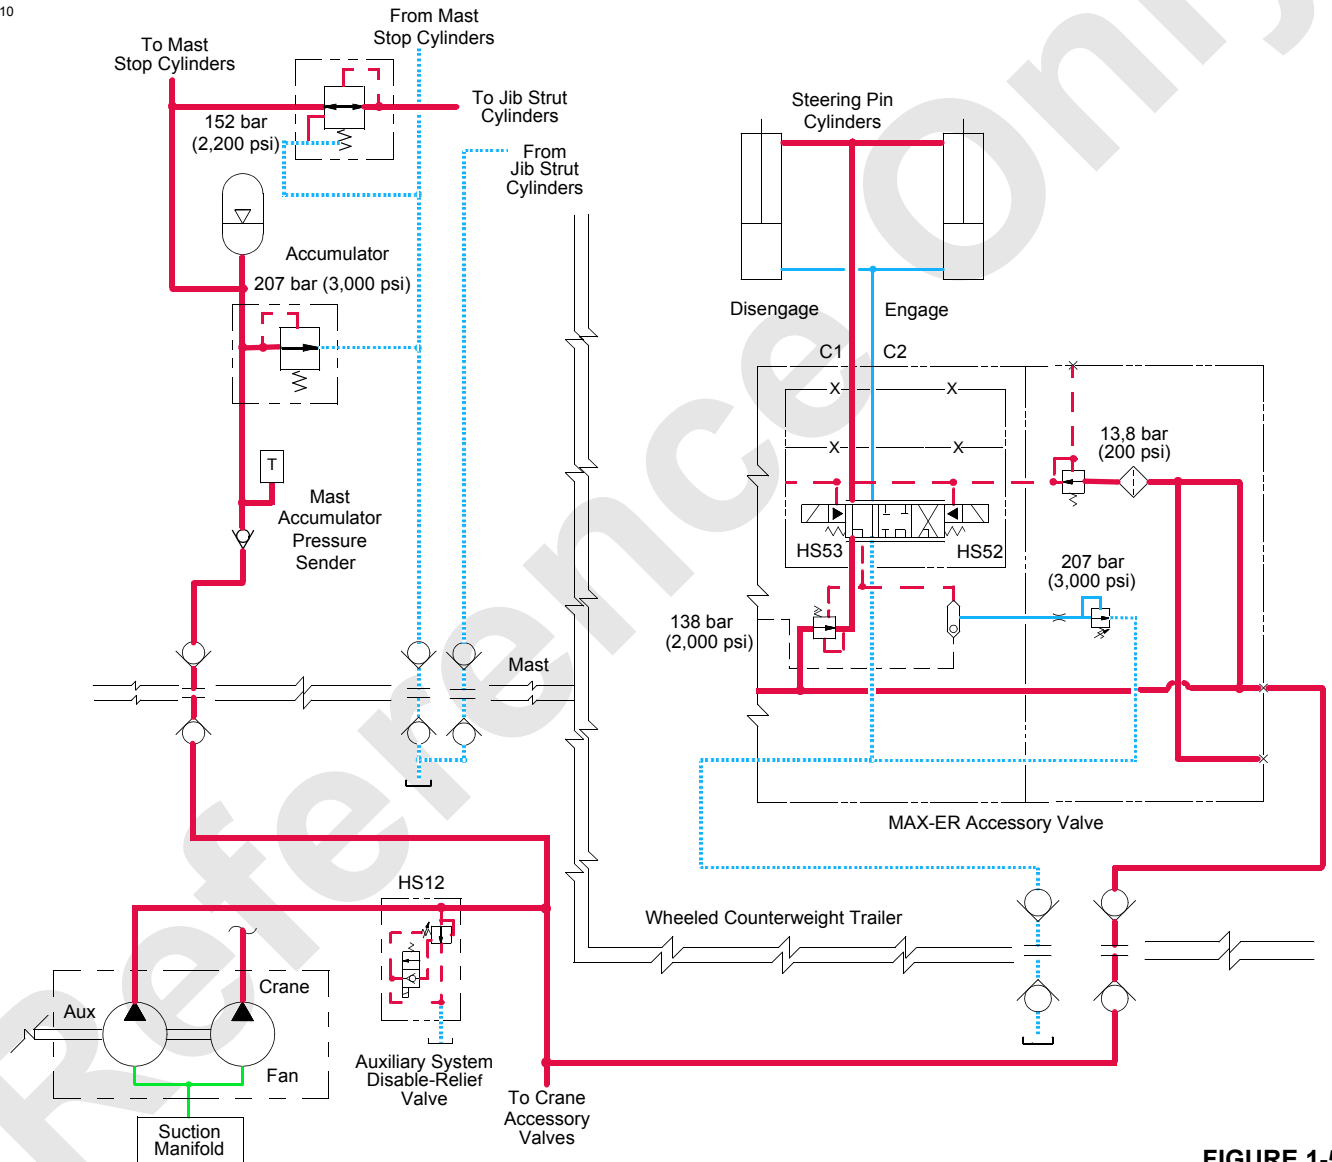 10
From Mast
Stop Cylinders
To Mast
Stop Cylinders
To Jib Strut
Cylinders
152 bar
(2,200 psi)
From
Jib Strut
Cylinders
Steering Pin
Cylinders
Accumulator
207 bar (3,000 psi)
Disengage
Engage
C1
C2
X
X
X
X
13,8 bar
(200 psi)
T
Mast
Accumulator
Pressure
Sender
HS53
HS52
207 bar
(3,000 psi)
138 bar
(2,000 psi)
Mast
MAX-ER Accessory Valve
HS12
Wheeled Counterweight Trailer
Crane
Aux
Fan
Auxiliary System
Disable-Relief
Valve
To Crane
Accessory
Valves
Suction
Manifold
Reference Only